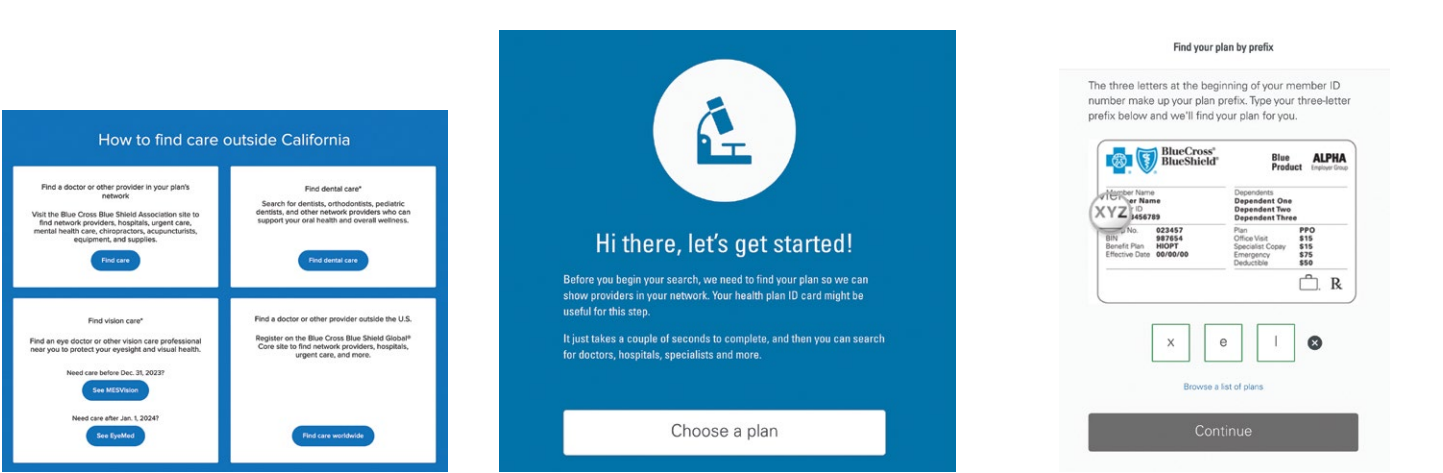 How to find care outside California
Find a doctor or other provider in your plan's
network
Visit the Blue Cross Blue Shield Association site to
find network providers, hospitals, urgent care,
mental health care, chiropractors, acupuncturists,
equipment, and supplies.
Find care
Find dental care*
Search for dentists, orthodontists, pediatric
dentists, and other network providers who can
support your oral health and overall wellness.
Find dental care
Find vision care*
Find an eye doctor or other vision care professional
near you to protect your eyesight and visual health.
Need care before Dec. 31, 2023?
See MESVision
Need care after Jan. 1, 2024?
See EyeMed
Find a doctor or other provider outside the U.S.
Register on the Blue Cross Blue Shield Global®
Core site to find network providers, hospitals,
urgent care, and more.
Find care worldwide
Hi there, let's get started!
Before you begin your search, we need to find your plan so we can
show providers in your network. Your health plan ID card might be
useful for this step.
It just takes a couple of seconds to complete, and then you can search
for doctors, hospitals, specialists and more.
Choose a plan
Find your plan by prefix
The three letters at the beginning of your member ID
number make up your plan prefix. Type your three-letter
prefix below and we'll find your plan for you.
BlueCross®
BlueShield®
Blue
Product
ALPHA
Employer Group
Member Name
er Name
ID
XYZ 3456789
No. 023457
BIN 987654
Benefit Plan HIOPT
Effective Date 00/00/00
Dependents
Dependent One
Dependent Two
Dependent Three
Plan PPO
Office Visit $15
Specialist Copay $15
Emergency $75
Deductible $50
R
x e l
Browse a list of plans
Continue